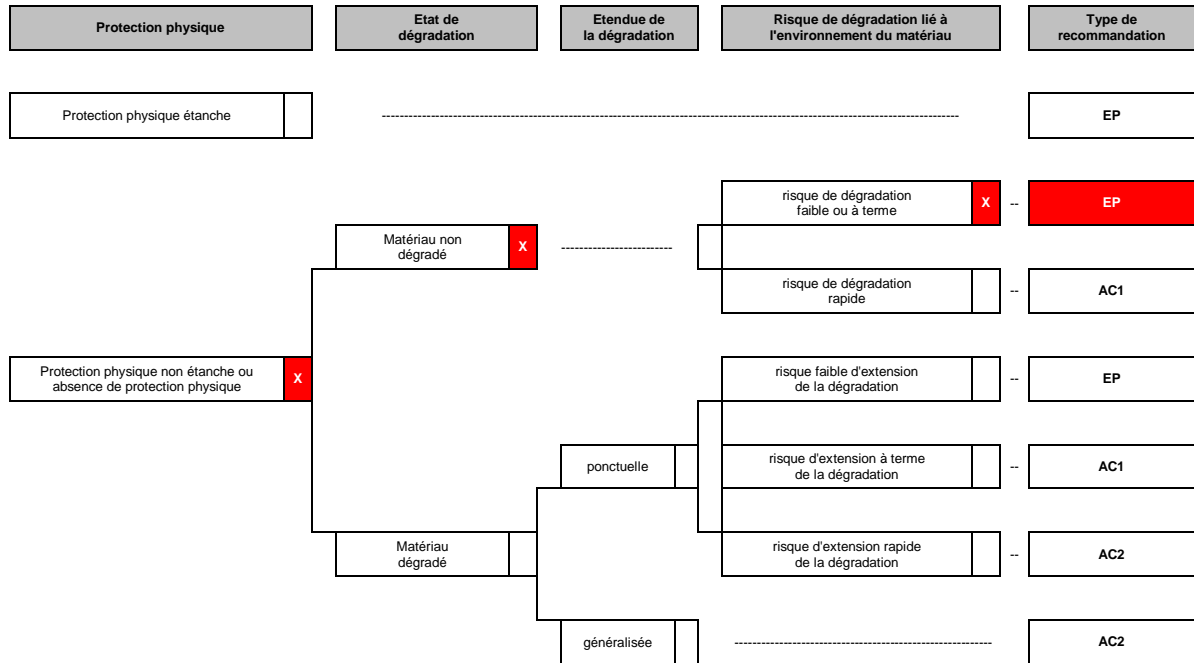 Protection physique
Etat de
dégradation
Etendue de
la dégradation
Risque de dégradation lié à
l'environnement du matériau
Type de
recommandation
Protection physique étanche
EP
risque de dégradation
faible ou à terme
X
--
EP
Matériau non
dégradé
X
risque de dégradation
rapide
--
AC1
Protection physique non étanche ou
absence de protection physique
X
risque faible d'extension
de la dégradation
--
EP
ponctuelle
risque d'extension à terme
de la dégradation
--
AC1
Matériau
dégradé
risque d'extension rapide
de la dégradation
--
AC2
généralisée
AC2